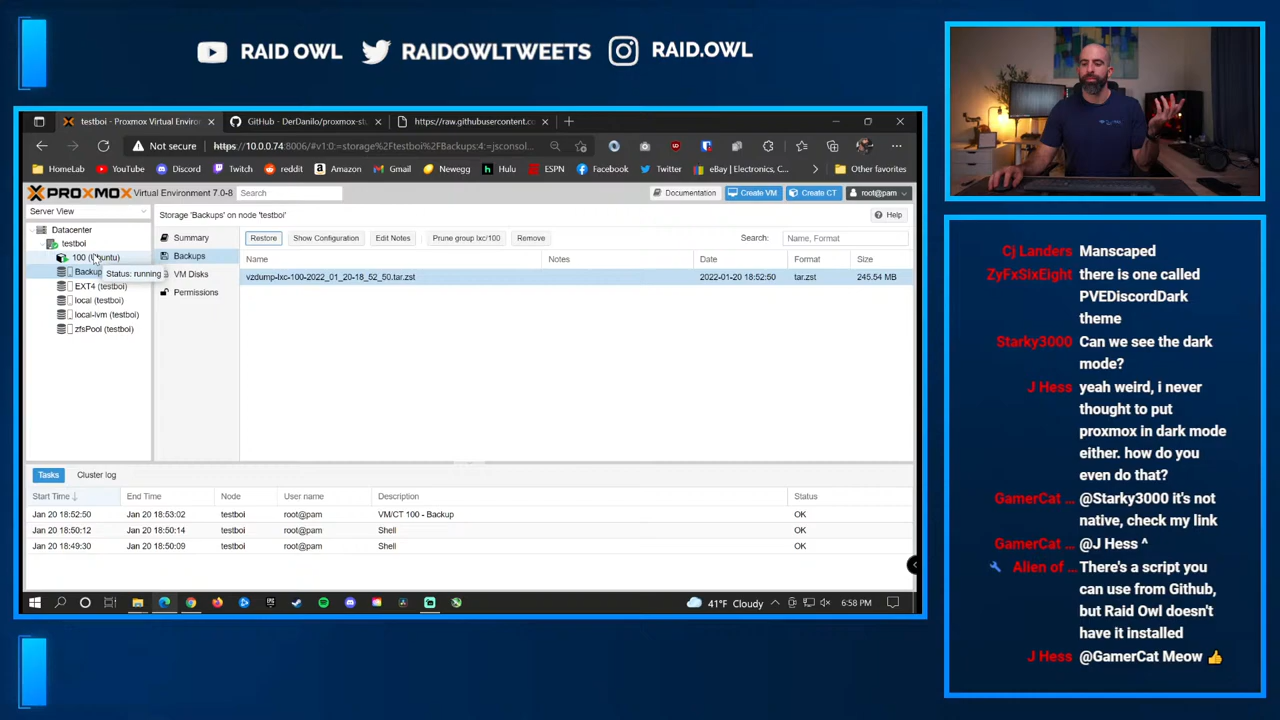 RAID OWL
RAIDOWLTWEETS
RAID.OWL
testboi - Proxmox Virtual Enviror
GitHub - DerDanilo/proxmox-st
https://raw.githubusercontent.co
Not secure
https://10.0.0.74:8006/#v1:0:=storage%2Ftestboi%2FBackups:4:=jsconsol...
HomeLab
YouTube
Discord
Twitch
reddit
Amazon
Gmail
Newegg
Hulu
ESPN
Facebook
Twitter
eBay | Electronics, C...
Other favorites
PROXMOX Virtual Environment 7.0-8
Search
Documentation
Create VM
Create CT
root@pam
Server View
Storage 'Backups' on node 'testboi'
Help
Datacenter
testboi
100 (Ubuntu)
Backup
Status: running
EXT4 (testboi)
local (testboi)
local-lvm (testboi)
zfsPool (testboi)
Summary
Backups
VM Disks
Permissions
Restore
Show Configuration
Edit Notes
Prune group lxc/100
Remove
Search:
Name, Format
Name
Notes
Date
Format
Size
vzdump-lxc-100-2022_01_20-18_52_50.tar.zst
2022-01-20 18:52:50
tar.zst
245.54 MB
Tasks
Cluster log
Start Time
End Time
Node
User name
Description
Status
Jan 20 18:52:50
Jan 20 18:53:02
testboi
root@pam
VM/CT 100 - Backup
OK
Jan 20 18:50:12
Jan 20 18:50:14
testboi
root@pam
Shell
OK
Jan 20 18:49:30
Jan 20 18:50:09
testboi
root@pam
Shell
OK
41°F Cloudy
6:58 PM
Cj Landers Manscaped
ZyFxSixEight there is one called
PVEDiscordDark
theme
Starky3000 Can we see the dark
mode?
J Hess yeah weird, i never
thought to put
proxmox in dark mode
either. how do you
even do that?
GamerCat ... @Starky3000 it's not
native, check my link
GamerCat ... @J Hess ^
Alien of ... There's a script you
can use from Github,
but Raid Owl doesn't
have it installed
J Hess @GamerCat Meow 👍